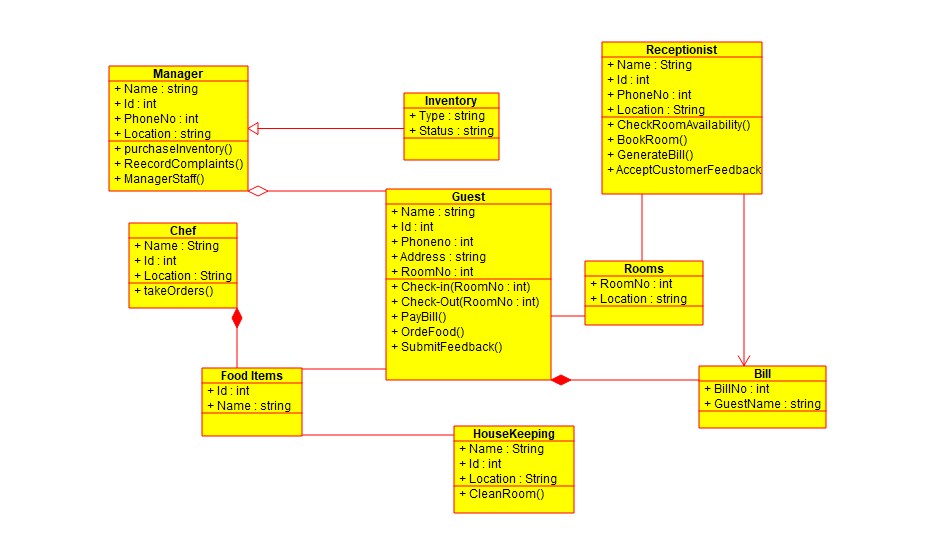 Manager
+ Name : string
+ Id : int
+ PhoneNo : int
+ Location : string
+ purchaseInventory()
+ ReecordComplaints()
+ ManagerStaff()
Inventory
+ Type : string
+ Status : string
Receptionist
+ Name : String
+ Id : int
+ PhoneNo : int
+ Location : String
+ CheckRoomAvailability()
+ BookRoom()
+ GenerateBill()
+ AcceptCustomerFeedback
Guest
+ Name : string
+ Id : int
+ Phoneno : int
+ Address : string
+ RoomNo : int
+ Check-in(RoomNo : int)
+ Check-Out(RoomNo : int)
+ PayBill()
+ OrdeFood()
+ SubmitFeedback()
Chef
+ Name : String
+ Id : int
+ Location : String
+ takeOrders()
Rooms
+ RoomNo : int
+ Location : string
Food Items
+ Id : int
+ Name : string
Bill
+ BillNo : int
+ GuestName : string
HouseKeeping
+ Name : String
+ Id : int
+ Location : String
+ CleanRoom()